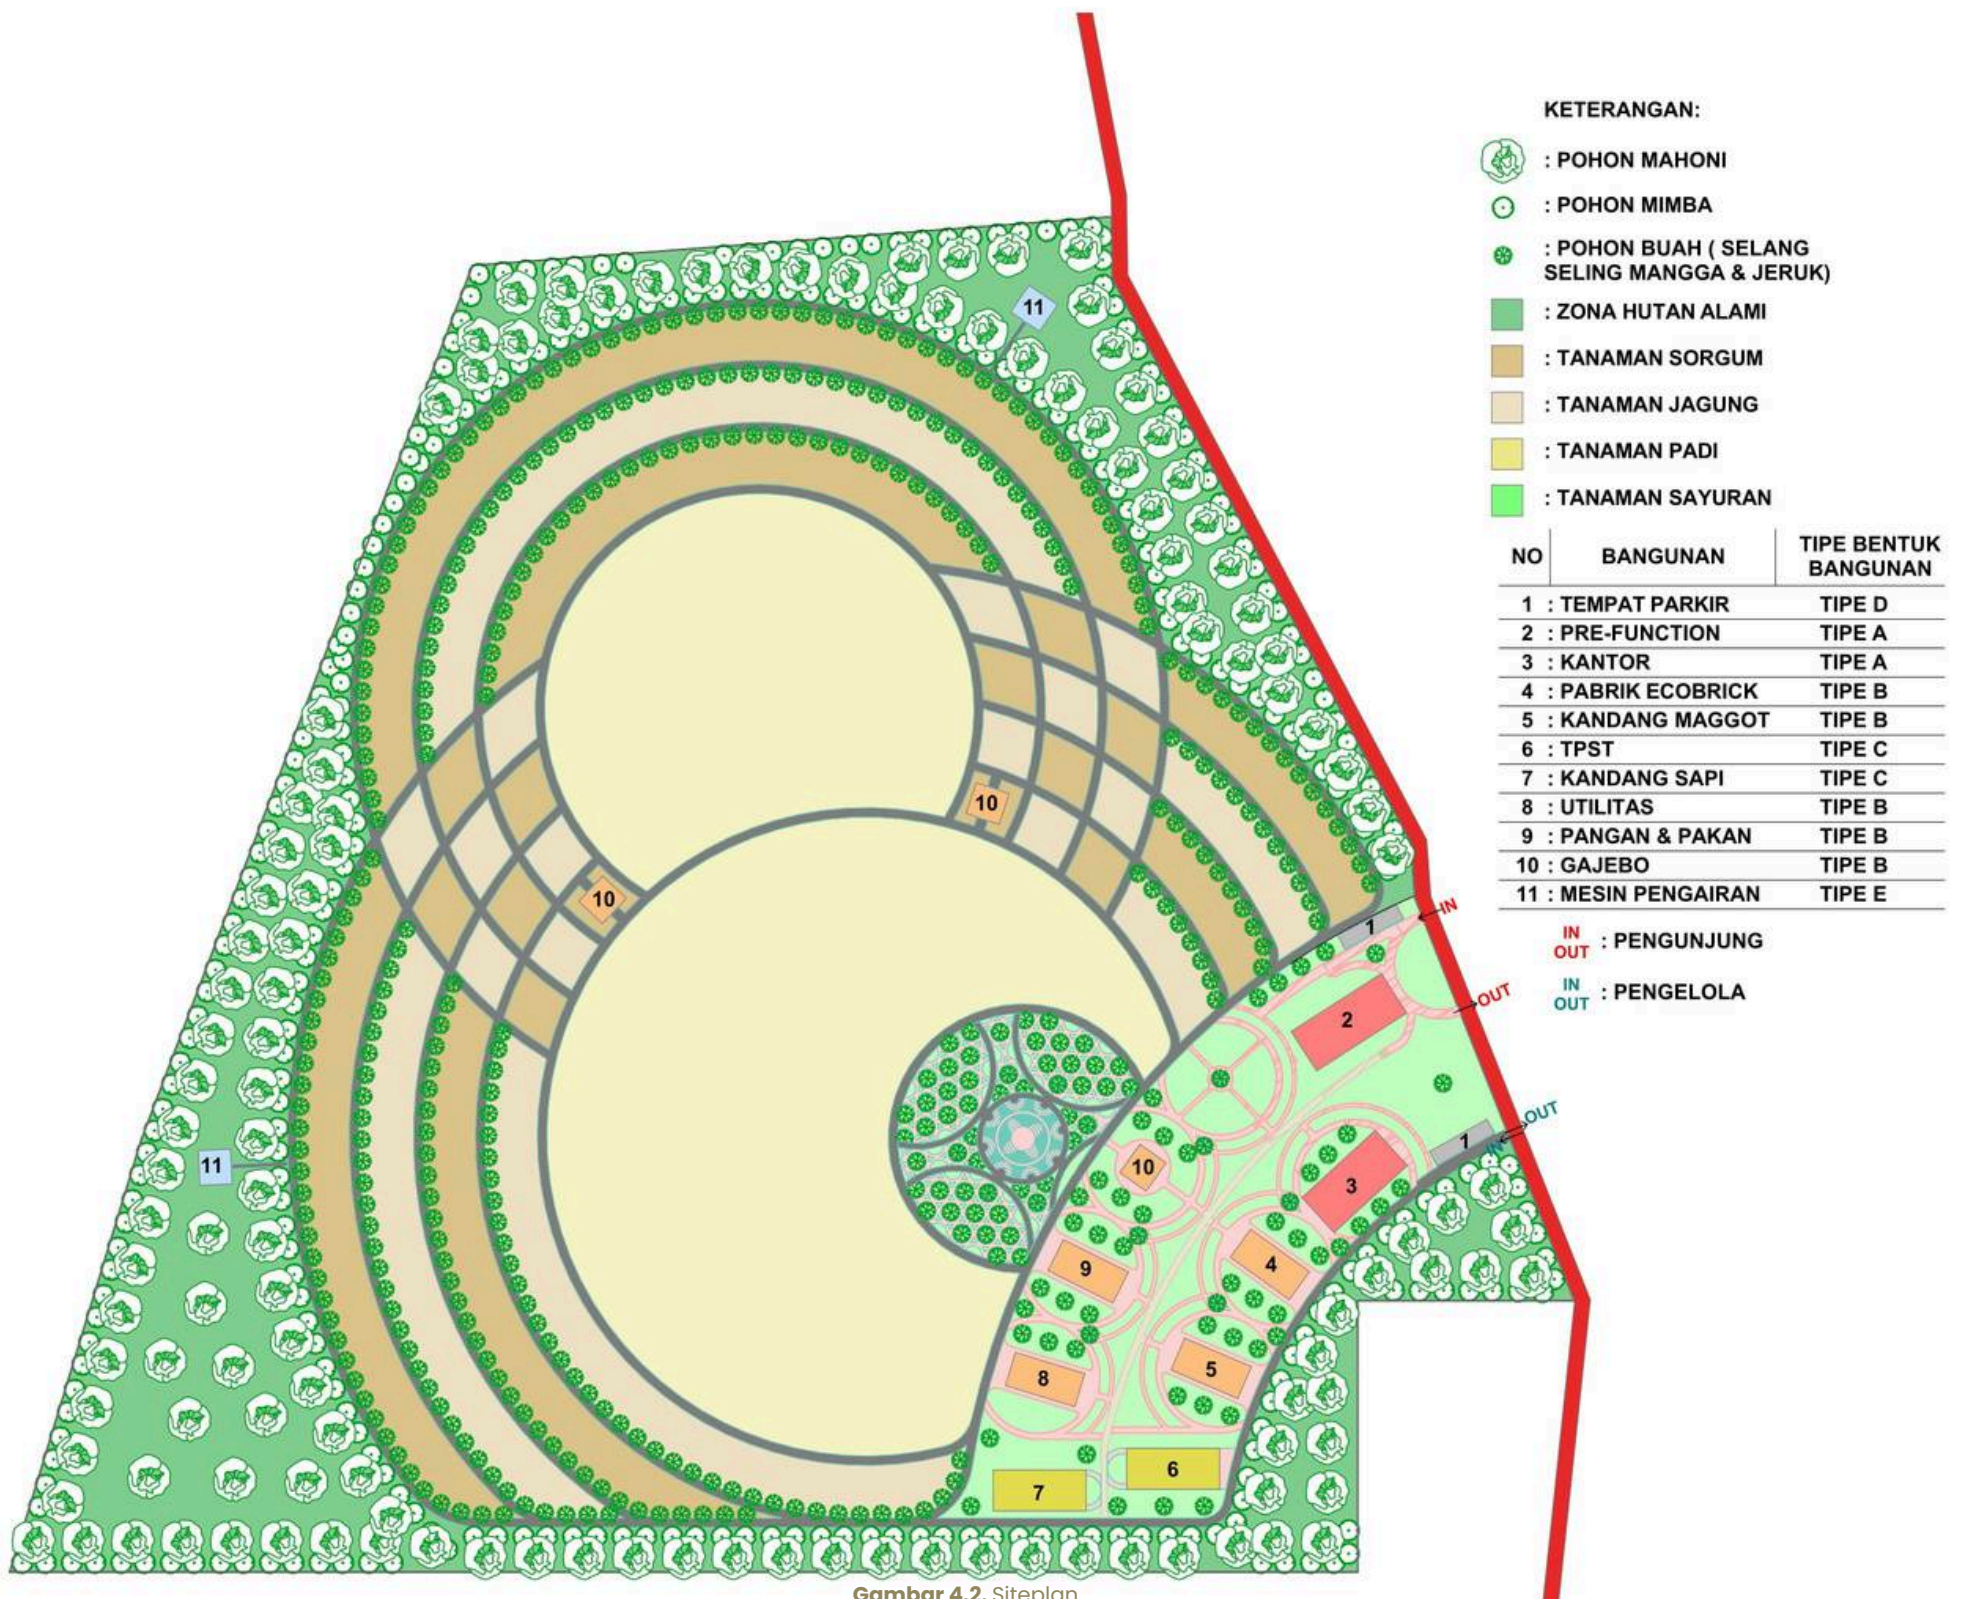 KETERANGAN:
: POHON MAHONI
: POHON MIMBA
: POHON BUAH ( SELANG
SELING MANGGA & JERUK)
: ZONA HUTAN ALAMI
: TANAMAN SORGUM
: TANAMAN JAGUNG
: TANAMAN PADI
: TANAMAN SAYURAN
NO BANGUNAN TIPE BENTUK
BANGUNAN
1 : TEMPAT PARKIR TIPE D
2 : PRE-FUNCTION TIPE A
3 : KANTOR TIPE A
4 : PABRIK ECOBRICK TIPE B
5 : KANDANG MAGGOT TIPE B
6 : TPST TIPE C
7 : KANDANG SAPI TIPE C
8 : UTILITAS TIPE B
9 : PANGAN & PAKAN TIPE B
10 : GAJEBO TIPE B
11 : MESIN PENGAIRAN TIPE E
IN
OUT : PENGUNJUNG
IN
OUT : PENGELOLA
11
10
10
IN
1
OUT
2
OUT
IN
1
11
10
3
9
4
8
5
7
6
Gambar 4.2. Siteplan